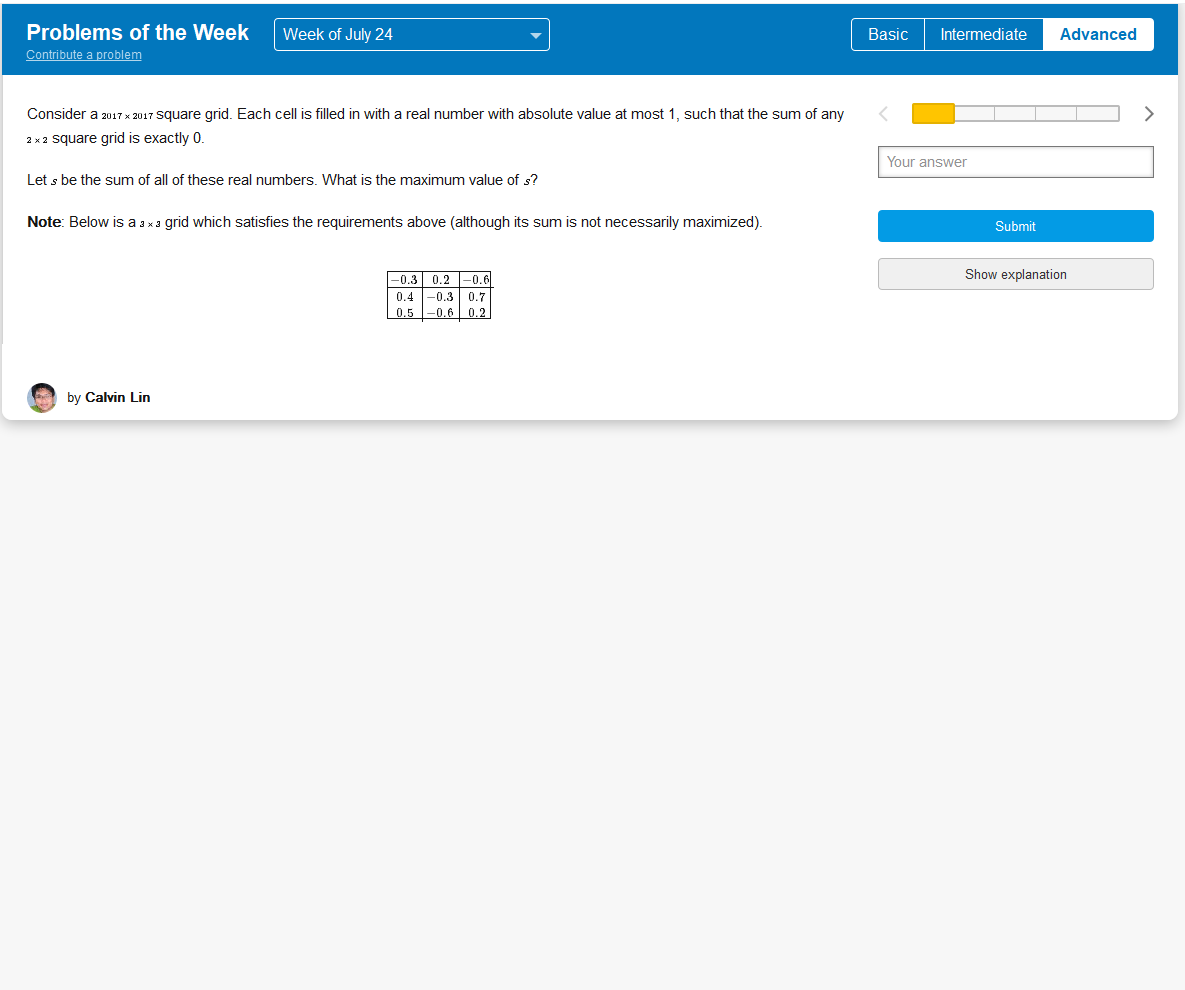 Problems of the Week
Contribute a problem
Week of July 24
Basic Intermediate Advanced
Consider a 2017 × 2017 square grid. Each cell is filled in with a real number with absolute value at most 1, such that the sum of any
2 × 2 square grid is exactly 0.
Let s be the sum of all of these real numbers. What is the maximum value of s?
Note: Below is a 3 × 3 grid which satisfies the requirements above (although its sum is not necessarily maximized).
−0.3 0.2 −0.6
0.4 −0.3 0.7
0.5 −0.6 0.2
by Calvin Lin
Your answer
Submit
Show explanation